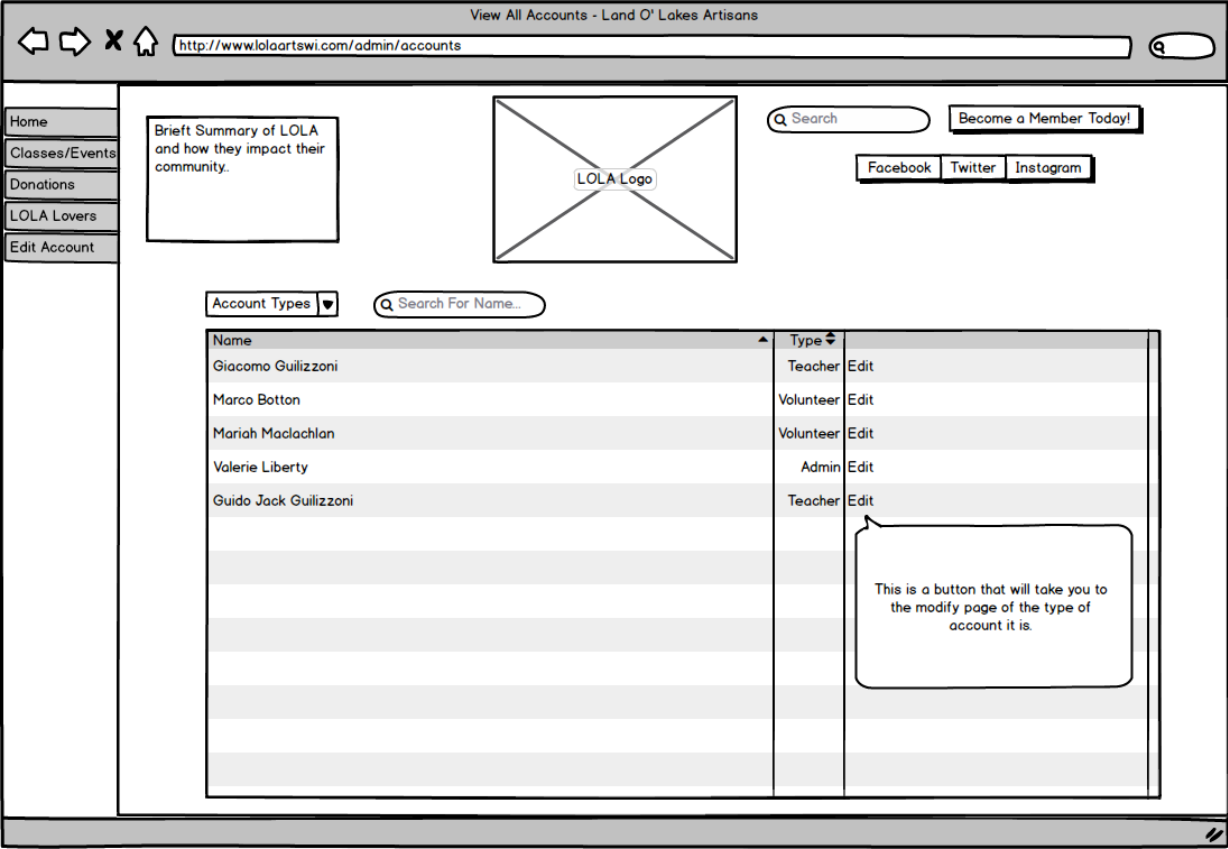 View All Accounts - Land O' Lakes Artisans
http://www.lolaartswi.com/admin/accounts
Home
Classes/Events
Donations
LOLA Lovers
Edit Account
Brieft Summary of LOLA
and how they impact their
community..
LOLA Logo
Search
Become a Member Today!
Facebook Twitter Instagram
Account Types
Search For Name...
Name Type
Giacomo Guilizzoni Teacher Edit
Marco Botton Volunteer Edit
Mariah Maclachlan Volunteer Edit
Valerie Liberty Admin Edit
Guido Jack Guilizzoni Teacher Edit
This is a button that will take you to
the modify page of the type of
account it is.